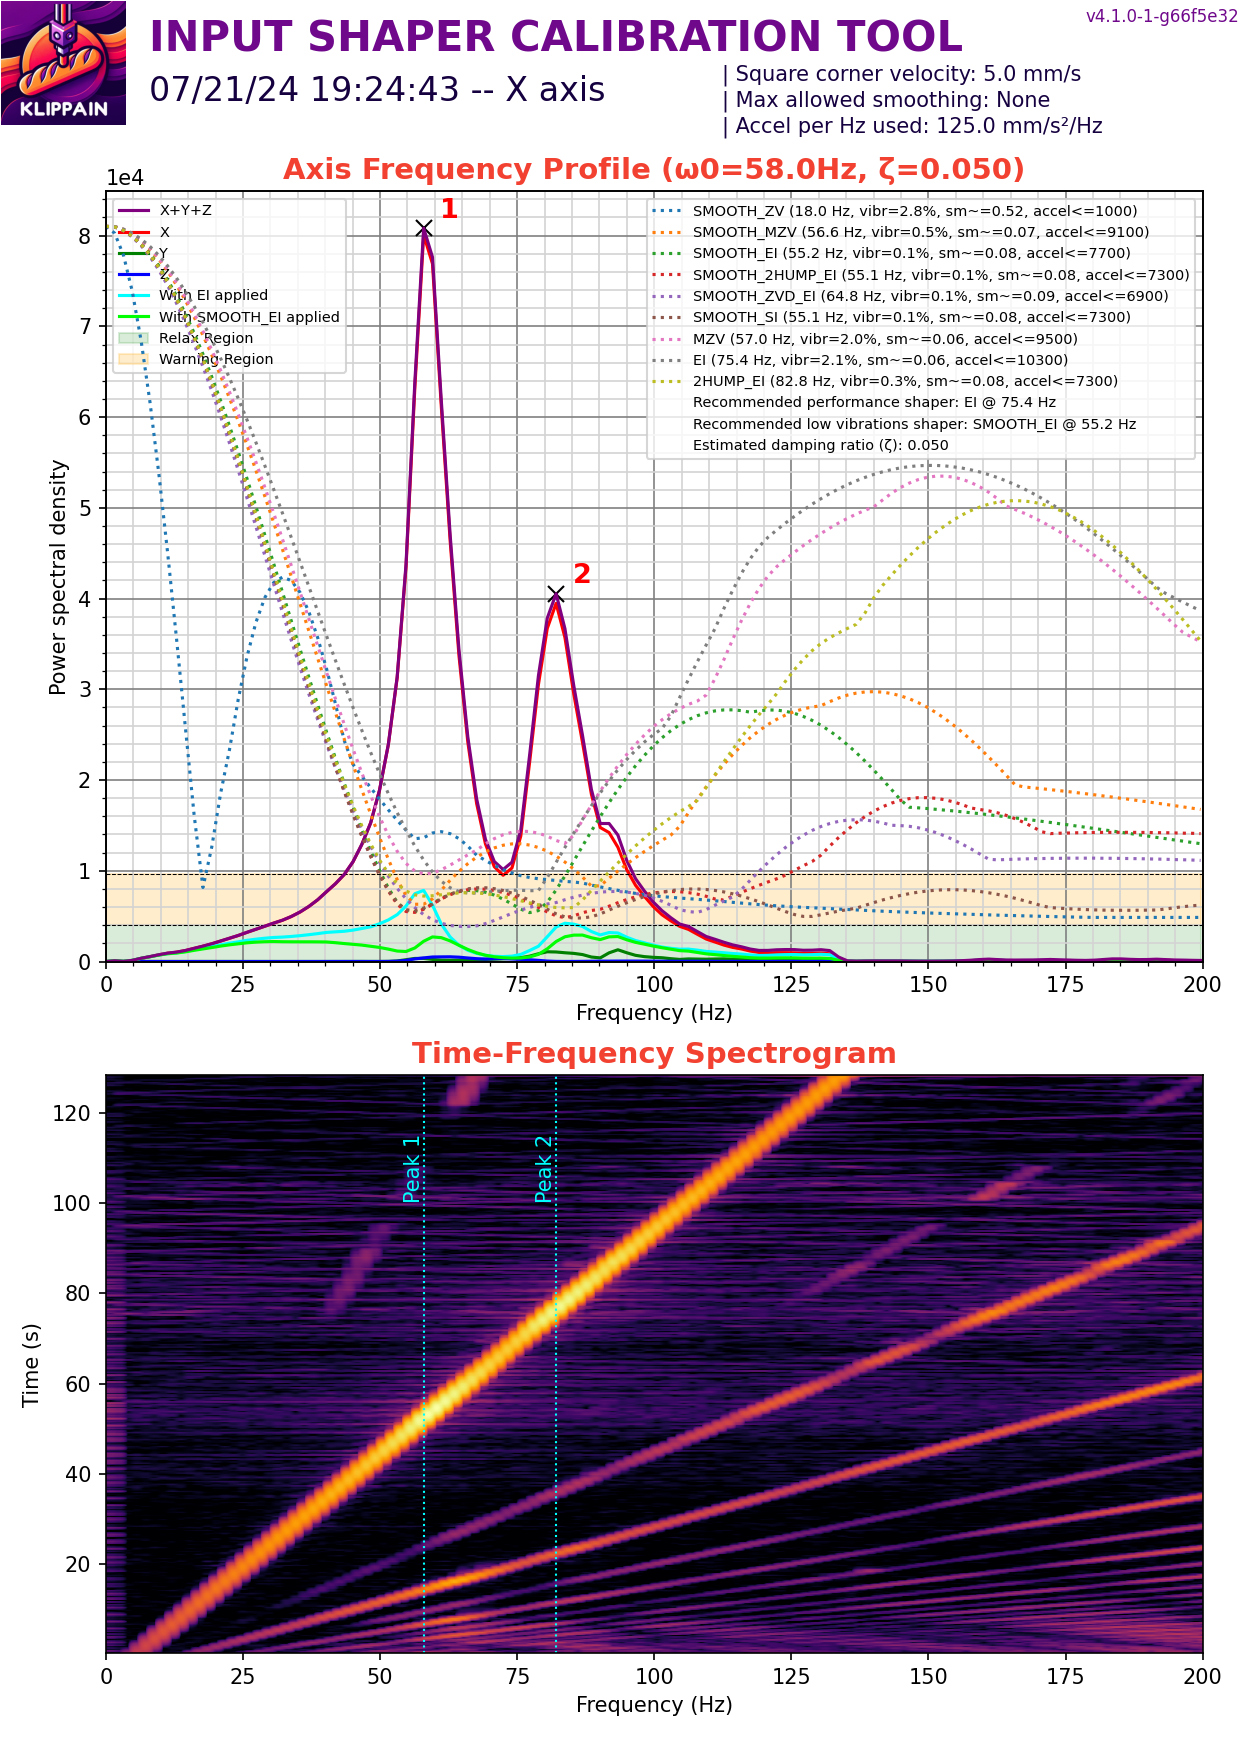 v4.1.0-1-g66f5e32
INPUT SHAPER CALIBRATION TOOL
07/21/24 19:24:43 -- X axis
| Square corner velocity: 5.0 mm/s
| Max allowed smoothing: None
| Accel per Hz used: 125.0 mm/s²/Hz
KLIPPAIN
Axis Frequency Profile (ω0=58.0Hz, ζ=0.050)
1e4
X+Y+Z
X
Y
Z
With EI applied
With SMOOTH_EI applied
Relax Region
Warning Region
1
2
SMOOTH_ZV (18.0 Hz, vibr=2.8%, sm~=0.52, accel<=1000)
SMOOTH_MZV (56.6 Hz, vibr=0.5%, sm~=0.07, accel<=9100)
SMOOTH_EI (55.2 Hz, vibr=0.1%, sm~=0.08, accel<=7700)
SMOOTH_2HUMP_EI (55.1 Hz, vibr=0.1%, sm~=0.08, accel<=7300)
SMOOTH_ZVD_EI (64.8 Hz, vibr=0.1%, sm~=0.09, accel<=6900)
SMOOTH_SI (55.1 Hz, vibr=0.1%, sm~=0.08, accel<=7300)
MZV (57.0 Hz, vibr=2.0%, sm~=0.06, accel<=9500)
EI (75.4 Hz, vibr=2.1%, sm~=0.06, accel<=10300)
2HUMP_EI (82.8 Hz, vibr=0.3%, sm~=0.08, accel<=7300)
Recommended performance shaper: EI @ 75.4 Hz
Recommended low vibrations shaper: SMOOTH_EI @ 55.2 Hz
Estimated damping ratio (ζ): 0.050
Power spectral density
8
7
6
5
4
3
2
1
0
0 25 50 75 100 125 150 175 200
Frequency (Hz)
Time-Frequency Spectrogram
Peak 1
Peak 2
Time (s)
120
100
80
60
40
20
0 25 50 75 100 125 150 175 200
Frequency (Hz)